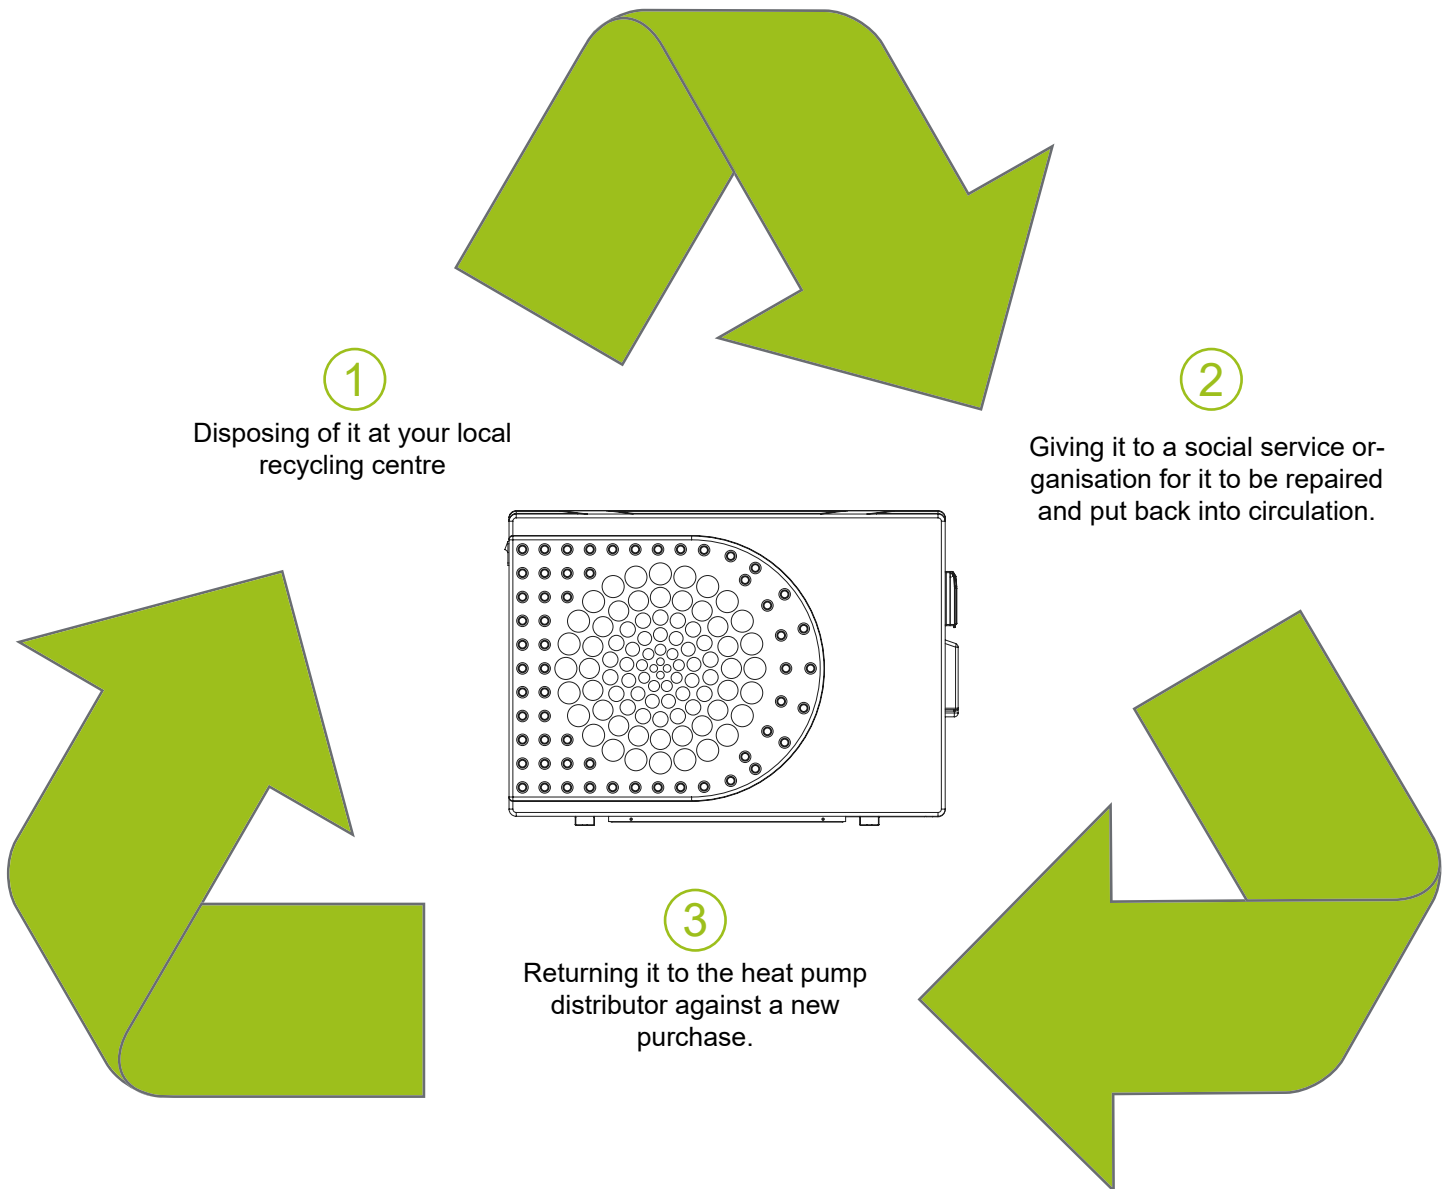 1
Disposing of it at your local
recycling centre
2
Giving it to a social service or-
ganisation for it to be repaired
and put back into circulation.
3
Returning it to the heat pump
distributor against a new
purchase.